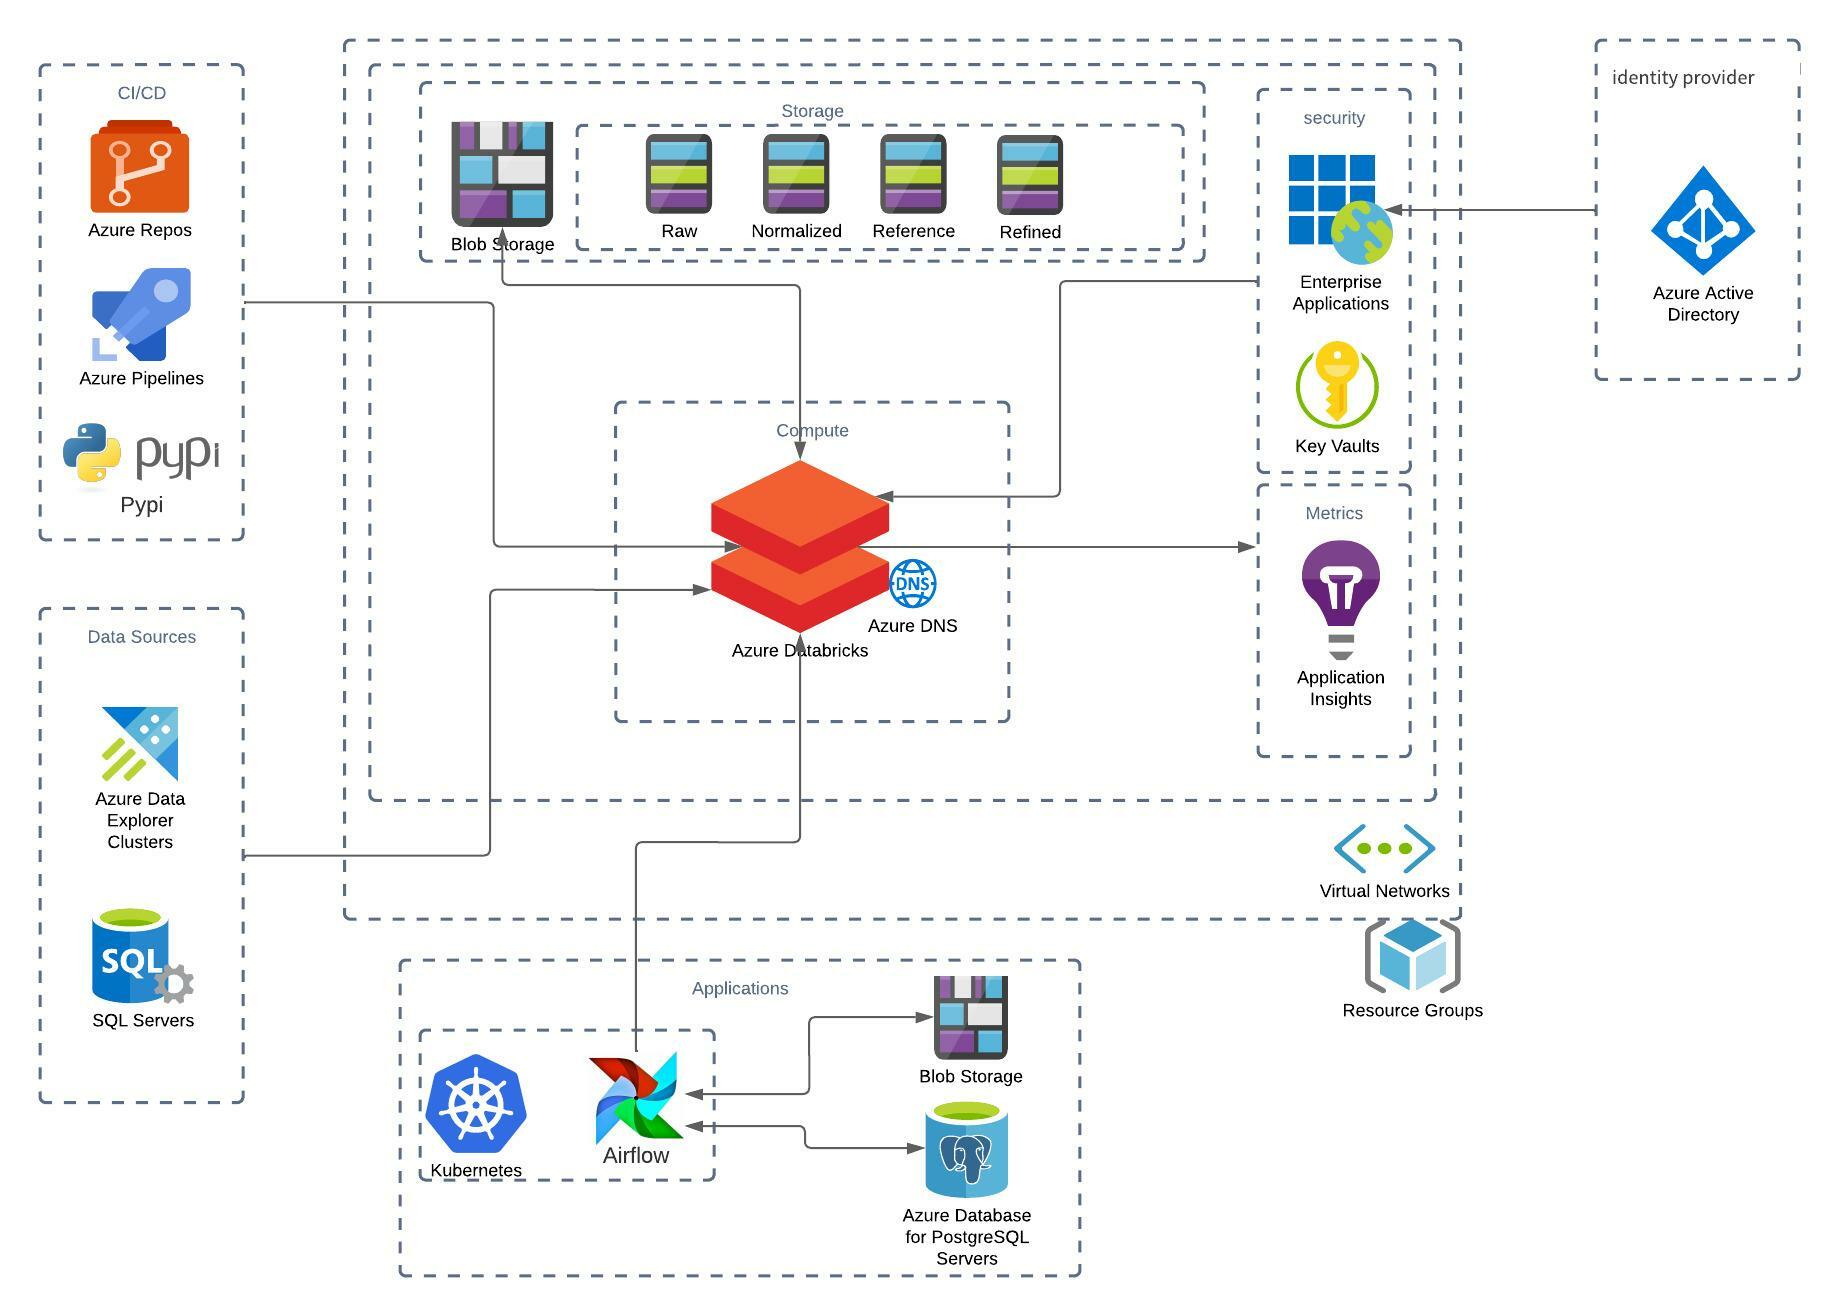 CI/CD
Azure Repos
Azure Pipelines
pypi
Pypi
Data Sources
Azure Data
Explorer
Clusters
SQL
SQL Servers
Storage
Blob Storage
Raw
Normalized
Reference
Refined
Compute
DNS
Azure DNS
Azure Databricks
security
Enterprise
Applications
Key Vaults
Metrics
Application
Insights
identity provider
Azure Active
Directory
Virtual Networks
Resource Groups
Applications
Kubernetes
Airflow
Blob Storage
Azure Database
for PostgreSQL
Servers